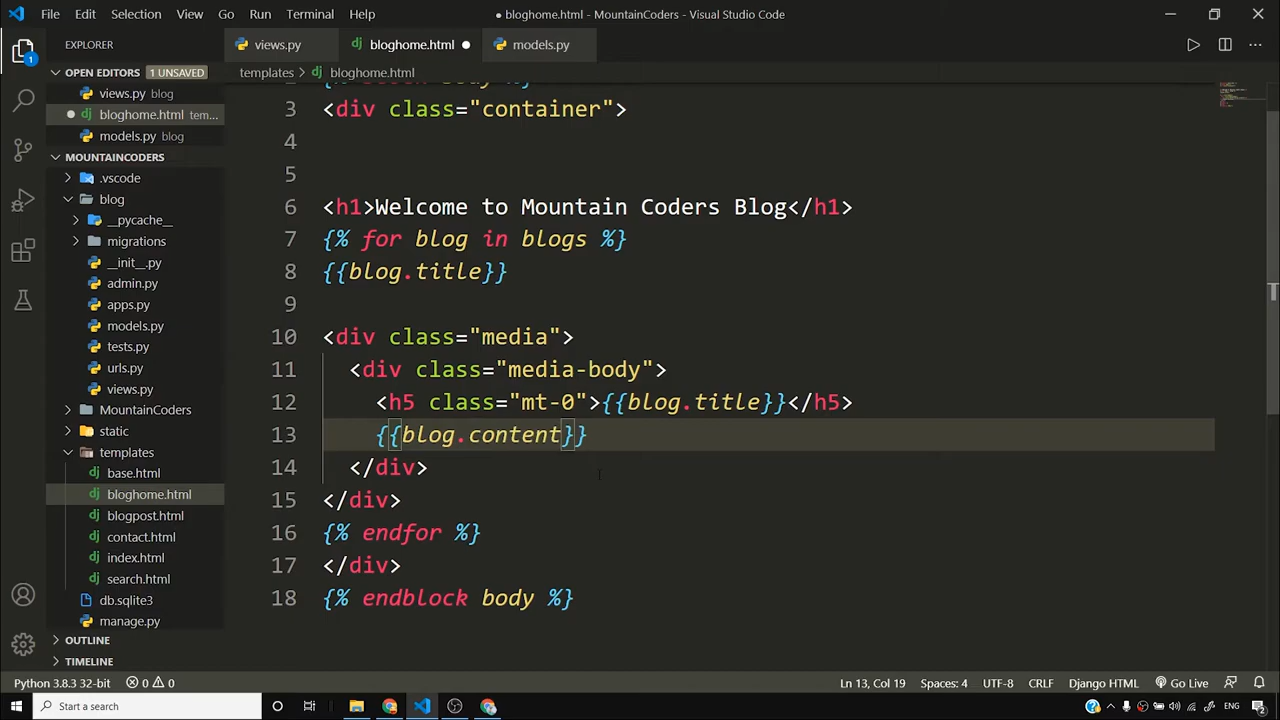 File Edit Selection View Go Run Terminal Help
● bloghome.html - MountainCoders - Visual Studio Code
EXPLORER
OPEN EDITORS 1 UNSAVED
views.py blog
bloghome.html tem...
models.py blog
MOUNTAINCODERS
.vscode
blog
__pycache__
migrations
__init__.py
admin.py
apps.py
models.py
tests.py
urls.py
views.py
MountainCoders
static
templates
base.html
bloghome.html
blogpost.html
contact.html
index.html
search.html
db.sqlite3
manage.py
OUTLINE
TIMELINE
1
views.py bloghome.html ● models.py
templates > bloghome.html
3 <div class="container">
4
5
6 <h1>Welcome to Mountain Coders Blog</h1>
7 {% for blog in blogs %}
8 {{blog.title}}
9
10 <div class="media">
11 <div class="media-body">
12 <h5 class="mt-0">{{blog.title}}</h5>
13 {{blog.content}}
14 </div>
15 </div>
16 {% endfor %}
17 </div>
18 {% endblock body %}
Python 3.8.3 32-bit 0 0 Ln 13, Col 19 Spaces: 4 UTF-8 CRLF Django HTML Go Live
Start a search ENG 2